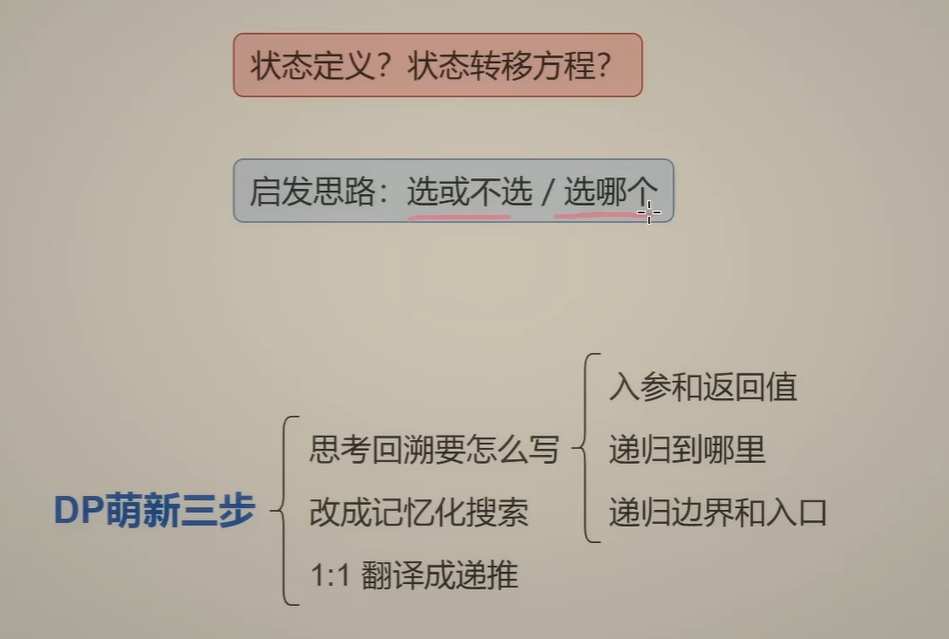 状态定义？状态转移方程？
启发思路：选或不选 / 选哪个
DP萌新三步
思考回溯要怎么写
入参和返回值
递归到哪里
递归边界和入口
改成记忆化搜索
1:1 翻译成递推